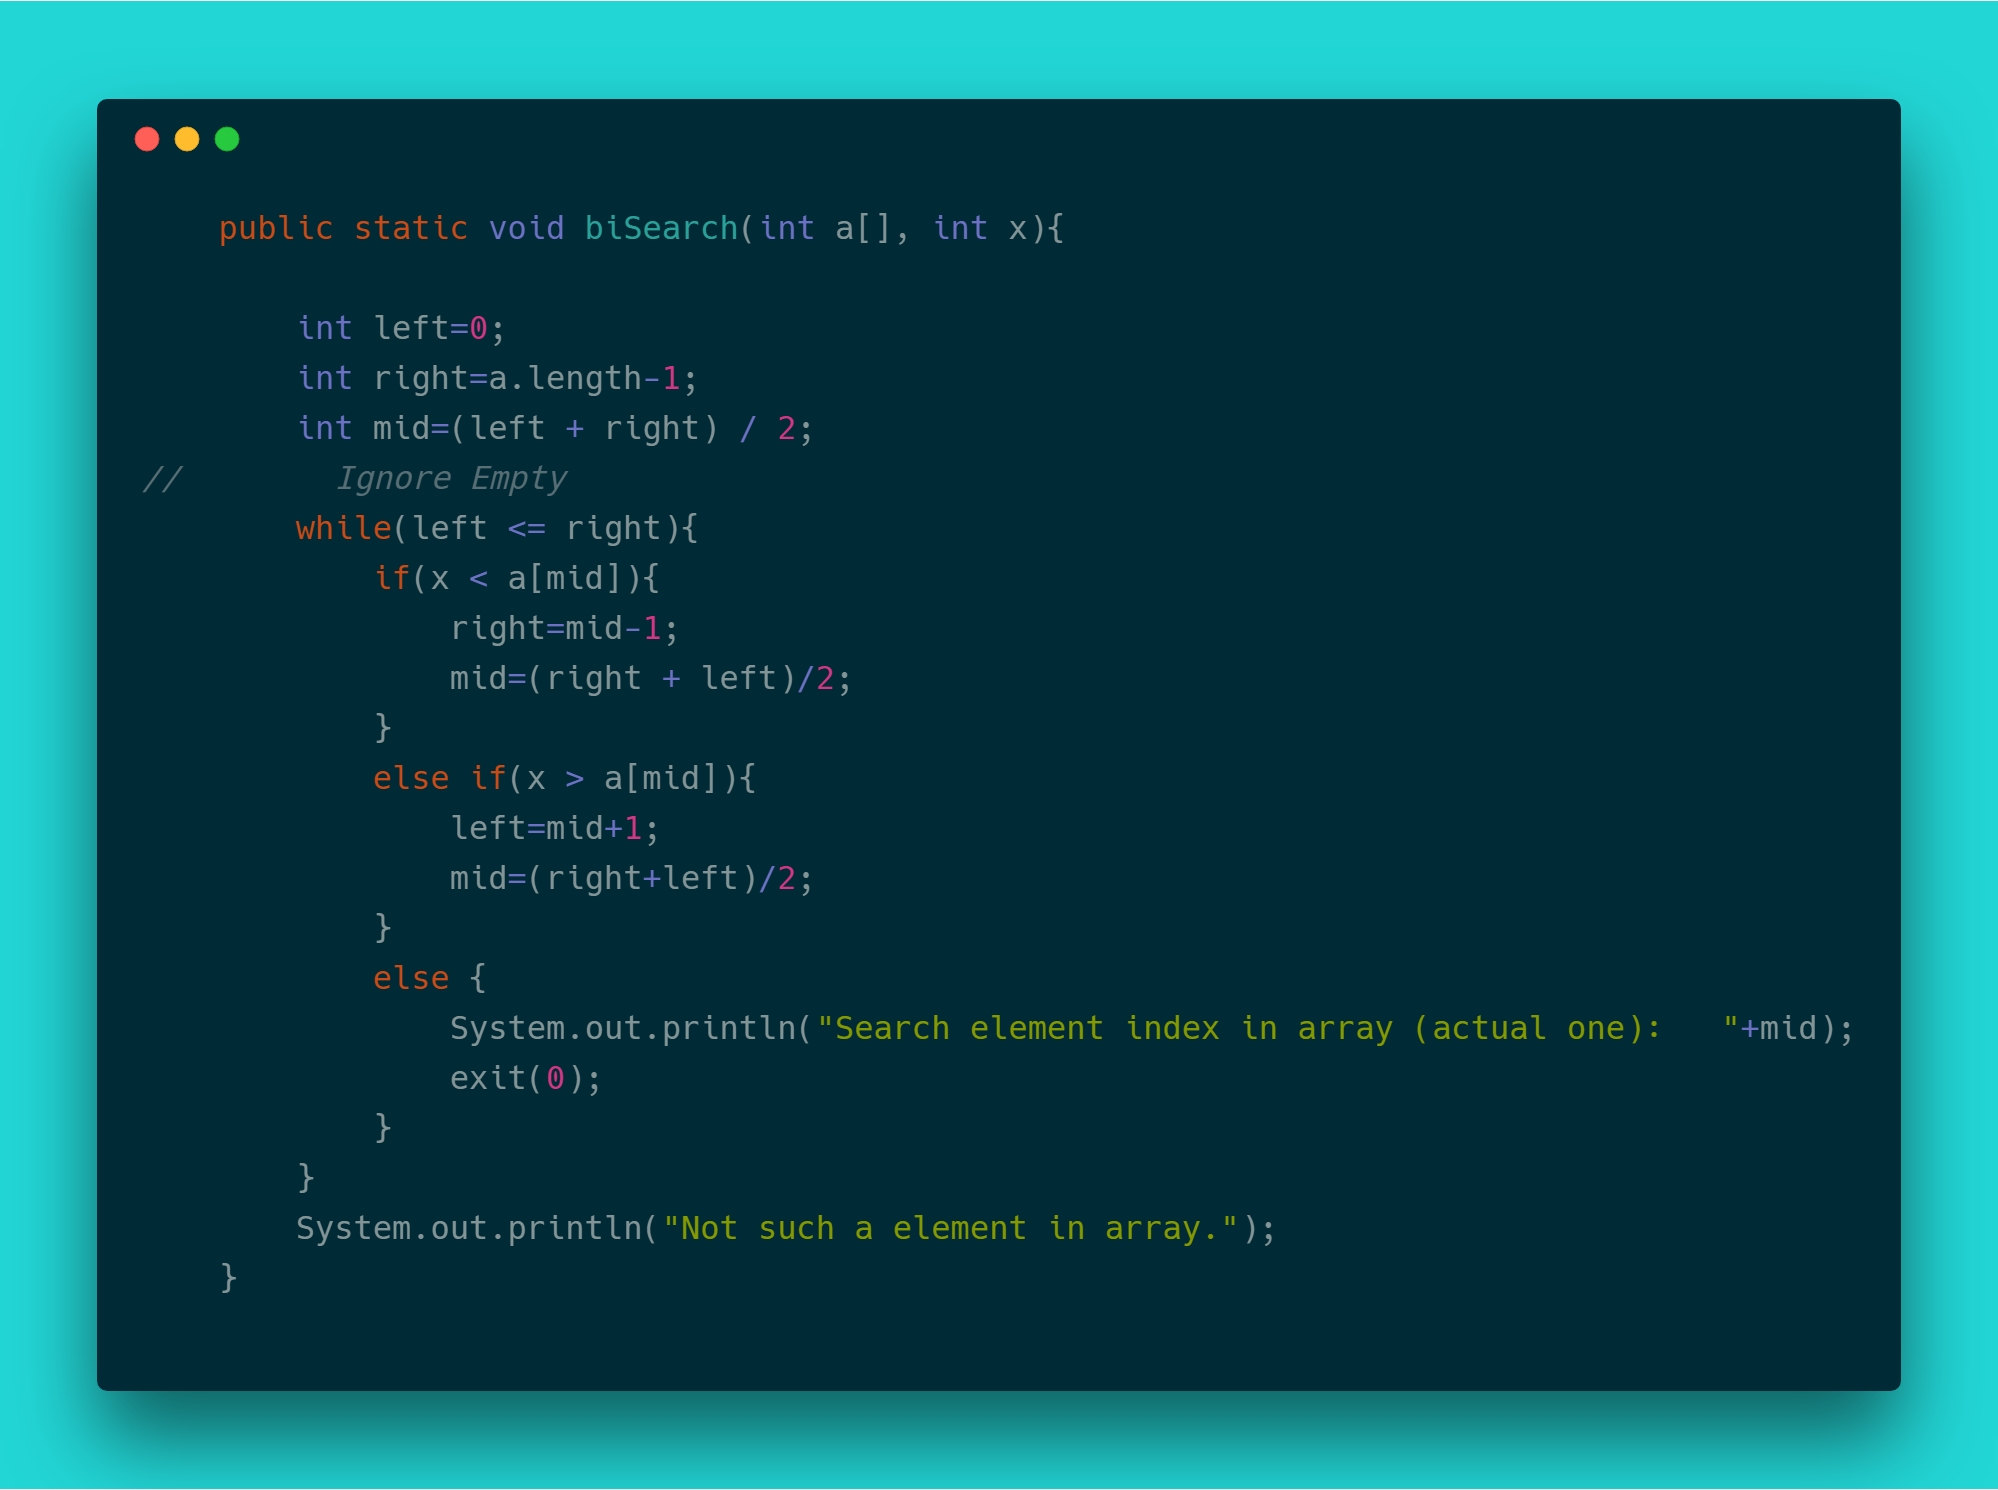 public static void biSearch(int a[], int x){

        int left=0;
        int right=a.length-1;
        int mid=(left + right) / 2;
//        Ignore Empty
        while(left <= right){
            if(x < a[mid]){
                right=mid-1;
                mid=(right + left)/2;
            }
            else if(x > a[mid]){
                left=mid+1;
                mid=(right+left)/2;
            }
            else {
                System.out.println("Search element index in array (actual one):   "+mid);
                exit(0);
            }
        }
        System.out.println("Not such a element in array.");
    }